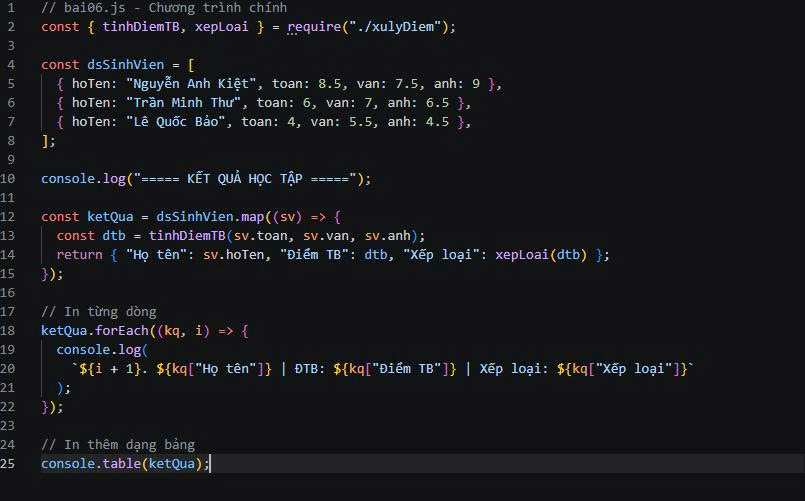 1 // bai06.js - Chương trình chính
2 const { tinhDiemTB, xepLoai } = require("./xulyDiem");
3
4 const dsSinhVien = [
5   { hoTen: "Nguyễn Anh Kiệt", toan: 8.5, van: 7.5, anh: 9 },
6   { hoTen: "Trần Minh Thư", toan: 6, van: 7, anh: 6.5 },
7   { hoTen: "Lê Quốc Bảo", toan: 4, van: 5.5, anh: 4.5 },
8 ];
9
10 console.log("===== KẾT QUẢ HỌC TẬP =====");
11
12 const ketQua = dsSinhVien.map((sv) => {
13   const dtb = tinhDiemTB(sv.toan, sv.van, sv.anh);
14   return { "Họ tên": sv.hoTen, "Điểm TB": dtb, "Xếp loại": xepLoai(dtb) };
15 });
16
17 // In từng dòng
18 ketQua.forEach((kq, i) => {
19   console.log(
20     `${i + 1}. ${kq["Họ tên"]} | ĐTB: ${kq["Điểm TB"]} | Xếp loại: ${kq["Xếp loại"]}`
21   );
22 });
23
24 // In thêm dạng bảng
25 console.table(ketQua);